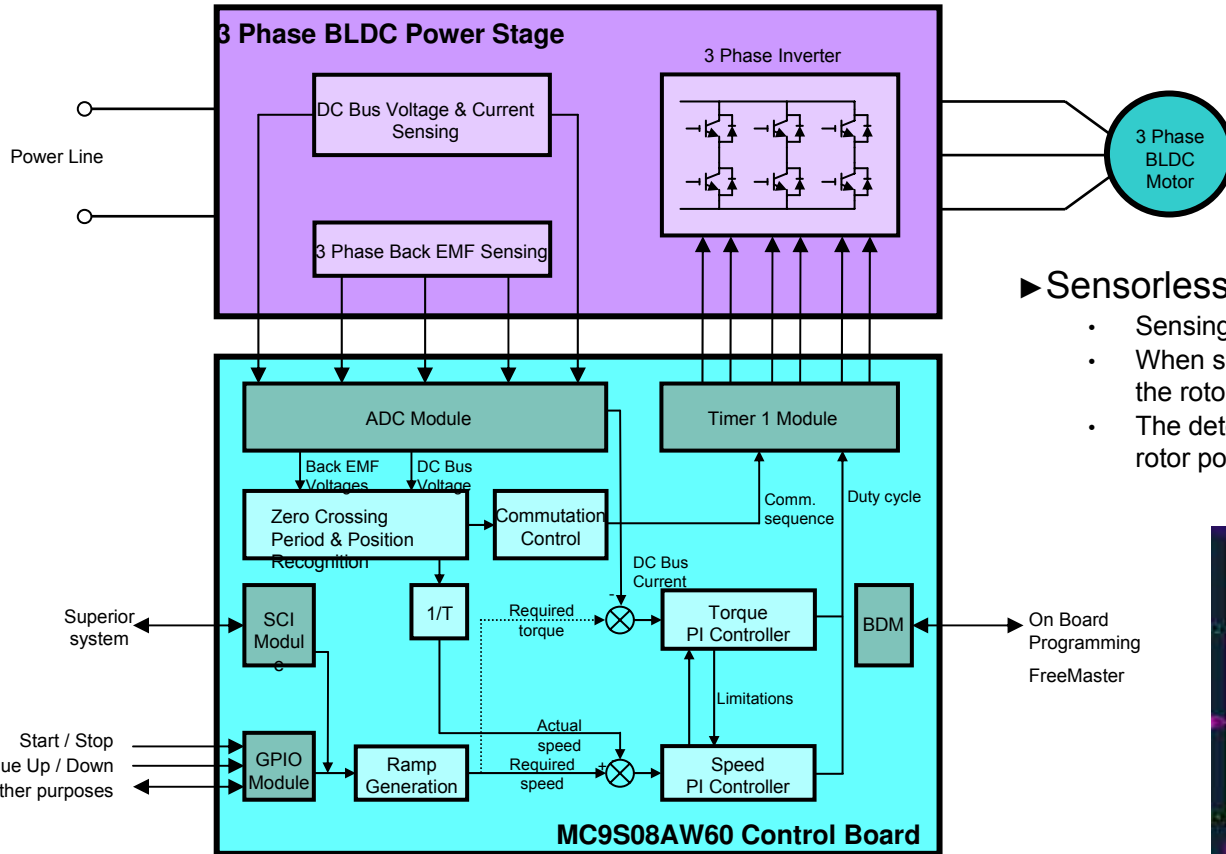 3 Phase BLDC Power Stage
3 Phase Inverter
DC Bus Voltage & Current
Sensing
Power Line
3 Phase
BLDC
Motor
3 Phase Back EMF Sensing
►Sensorless
• Sensing
• When s
the roto
• The det
rotor po
ADC Module
Timer 1 Module
Back EMF
Voltages
DC Bus
Voltage
Zero Crossing
Period & Position
Recognition
Commutation
Control
Comm.
sequence
Duty cycle
DC Bus
Current
-
Superior
system
SCI
Modul
e
1/T
Required
torque
Torque
PI Controller
BDM
On Board
Programming
FreeMaster
Limitations
Start / Stop
ue Up / Down
ther purposes
GPIO
Module
Ramp
Generation
Actual
speed
Required
speed
+
-
Speed
PI Controller
MC9S08AW60 Control Board